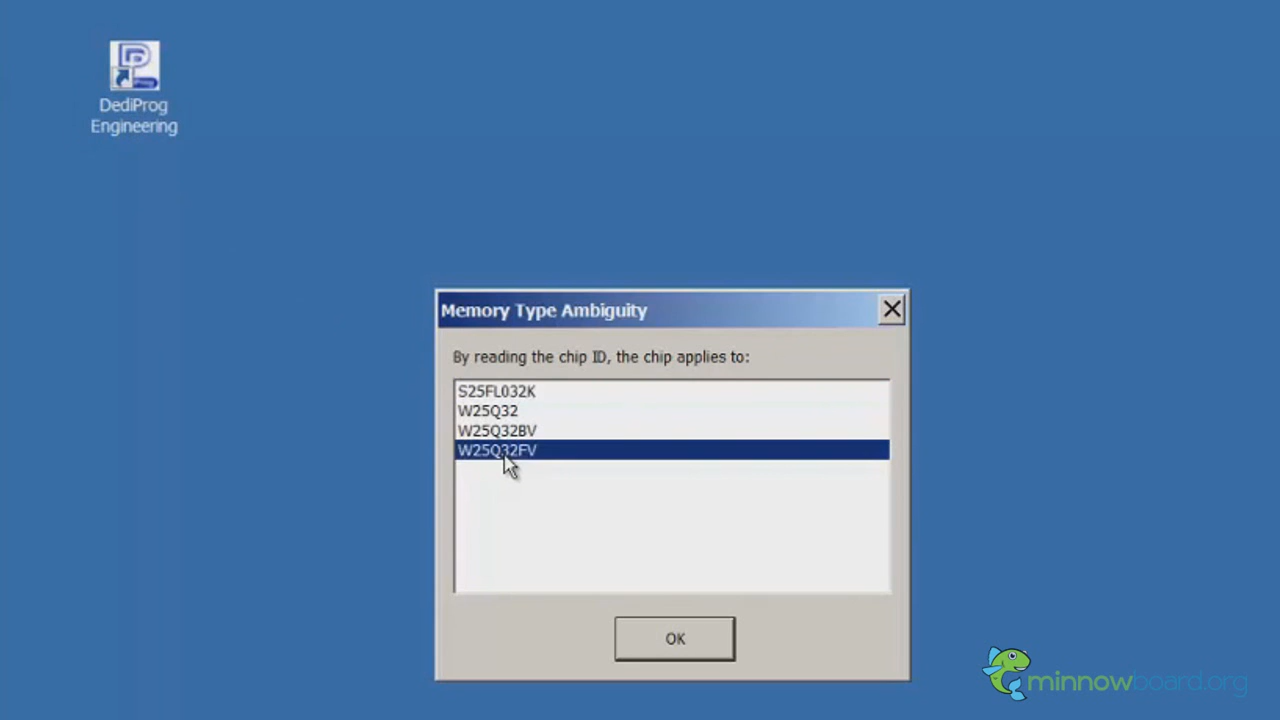 DediProg
Engineering
Memory Type Ambiguity
By reading the chip ID, the chip applies to:
S25FL032K
W25Q32
W25Q32BV
W25Q32FV
OK
minnowboard.org